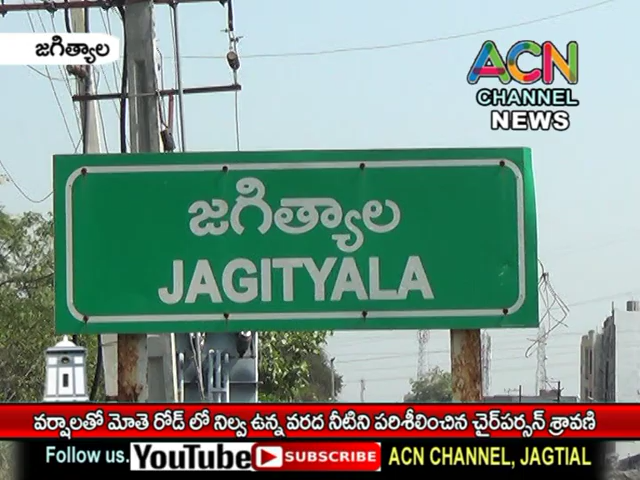 జగిత్యాల
ACN
CHANNEL
NEWS
జగిత్యాల
JAGITYALA
వర్షాలతో మోతె రోడ్ లో నిల్వ ఉన్న వరద నీటిని పరిశీలించిన చైర్‌పర్సన్ శ్రావణి
Follow us. YouTube SUBSCRIBE ACN CHANNEL, JAGTIAL